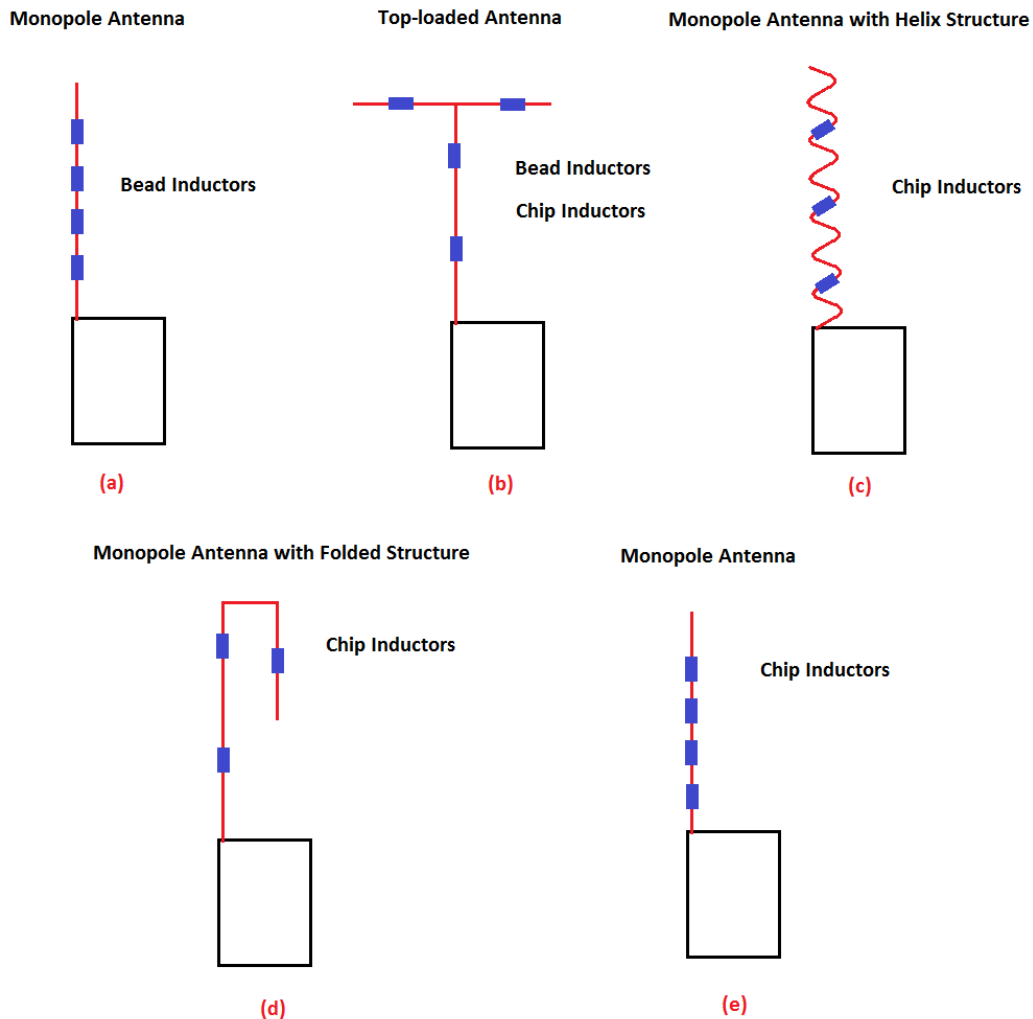 Monopole Antenna
Top-loaded Antenna
Monopole Antenna with Helix Structure
Bead Inductors
Bead Inductors
Chip Inductors
Chip Inductors
(a)
(b)
(c)
Monopole Antenna with Folded Structure
Monopole Antenna
Chip Inductors
Chip Inductors
(d)
(e)